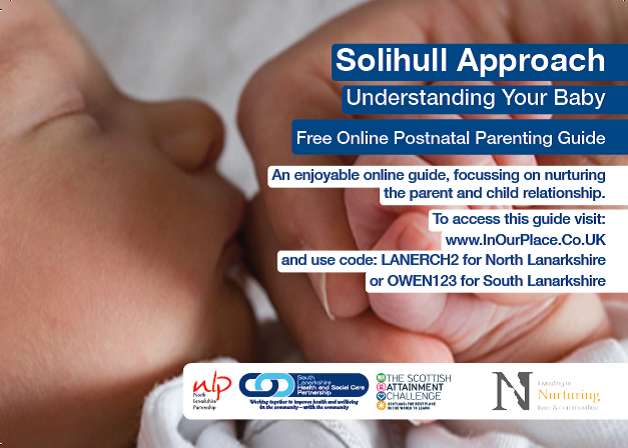 Solihull Approach
Understanding Your Baby
Free Online Postnatal Parenting Guide
An enjoyable online guide, focussing on nurturing
the parent and child relationship.
To access this guide visit:
www.InOurPlace.Co.UK
and use code: LANERCH2 for North Lanarkshire
or OWEN123 for South Lanarkshire
nlp
North
Lanarkshire
Partnership
South
Lanarkshire
Health and Social Care
Partnership
Working together to improve health and wellbeing
in the community – with the community
THE SCOTTISH
ATTAINMENT
CHALLENGE
SCOTLAND THE BEST PLACE
IN THE WORLD TO LEARN
N
investing in
Nurturing